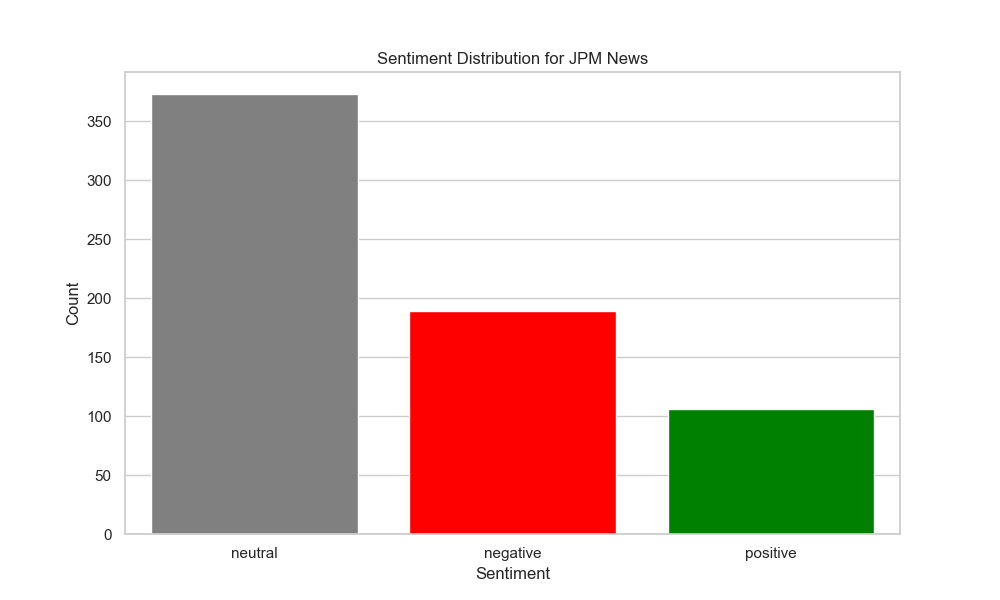 Sentiment Distribution for JPM News
350
300
250
200
150
100
50
0
Count
neutral negative positive
Sentiment